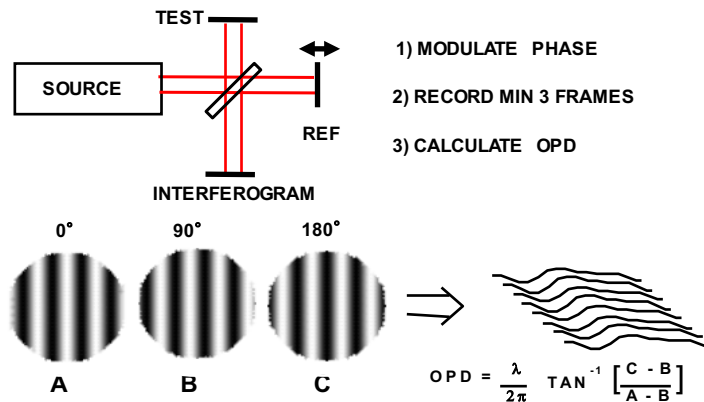 TEST
1) MODULATE PHASE
SOURCE
2) RECORD MIN 3 FRAMES
REF
3) CALCULATE OPD
INTERFEROGRAM
0° 90° 180°
A B C
OPD = λ/2π TAN⁻¹ [C - B/A - B]